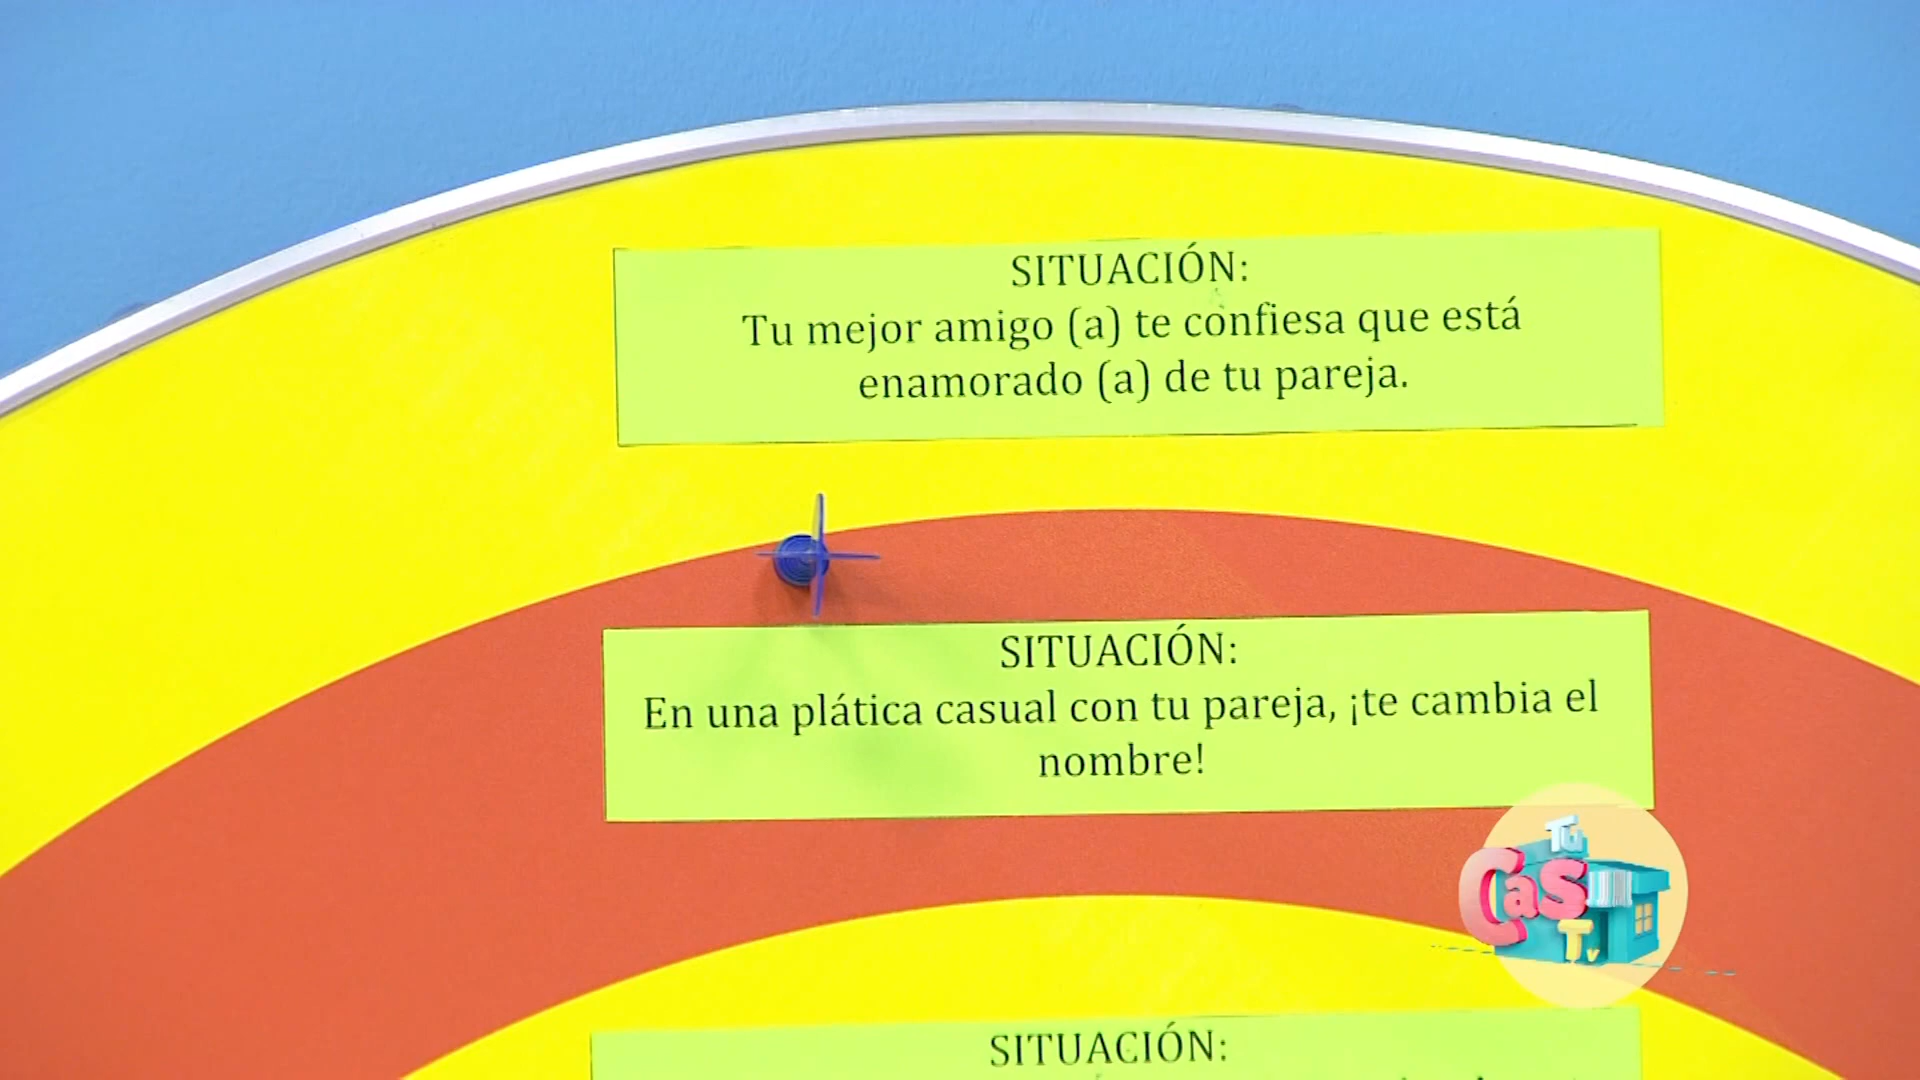 SITUACIÓN:
Tu mejor amigo (a) te confiesa que está
enamorado (a) de tu pareja.
SITUACIÓN:
En una plática casual con tu pareja, ¡te cambia el
nombre!
Tu
Casa
Tv
SITUACIÓN: